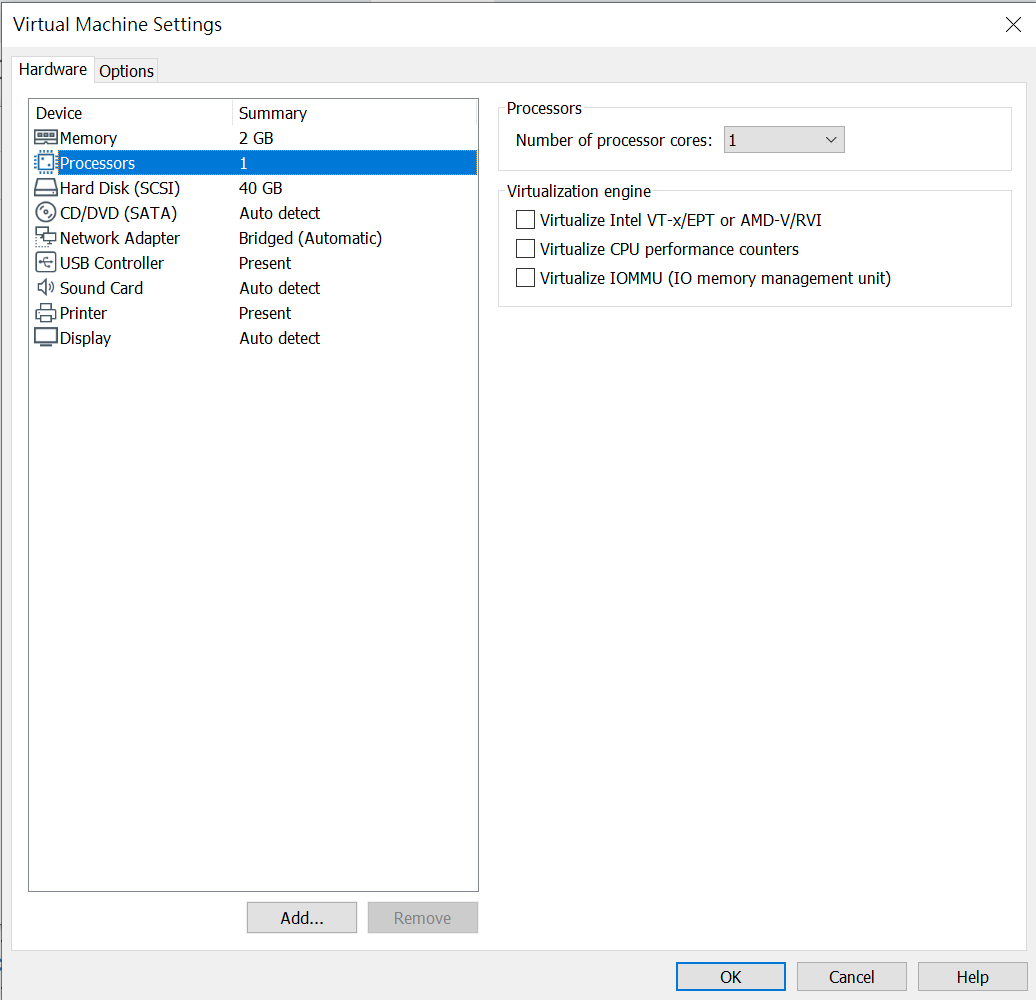 Virtual Machine Settings
Hardware Options
Device Summary
Memory 2 GB
Processors 1
Hard Disk (SCSI) 40 GB
CD/DVD (SATA) Auto detect
Network Adapter Bridged (Automatic)
USB Controller Present
Sound Card Auto detect
Printer Present
Display Auto detect
Add... Remove
Processors
Number of processor cores: 1
Virtualization engine
Virtualize Intel VT-x/EPT or AMD-V/RVI
Virtualize CPU performance counters
Virtualize IOMMU (IO memory management unit)
OK Cancel Help